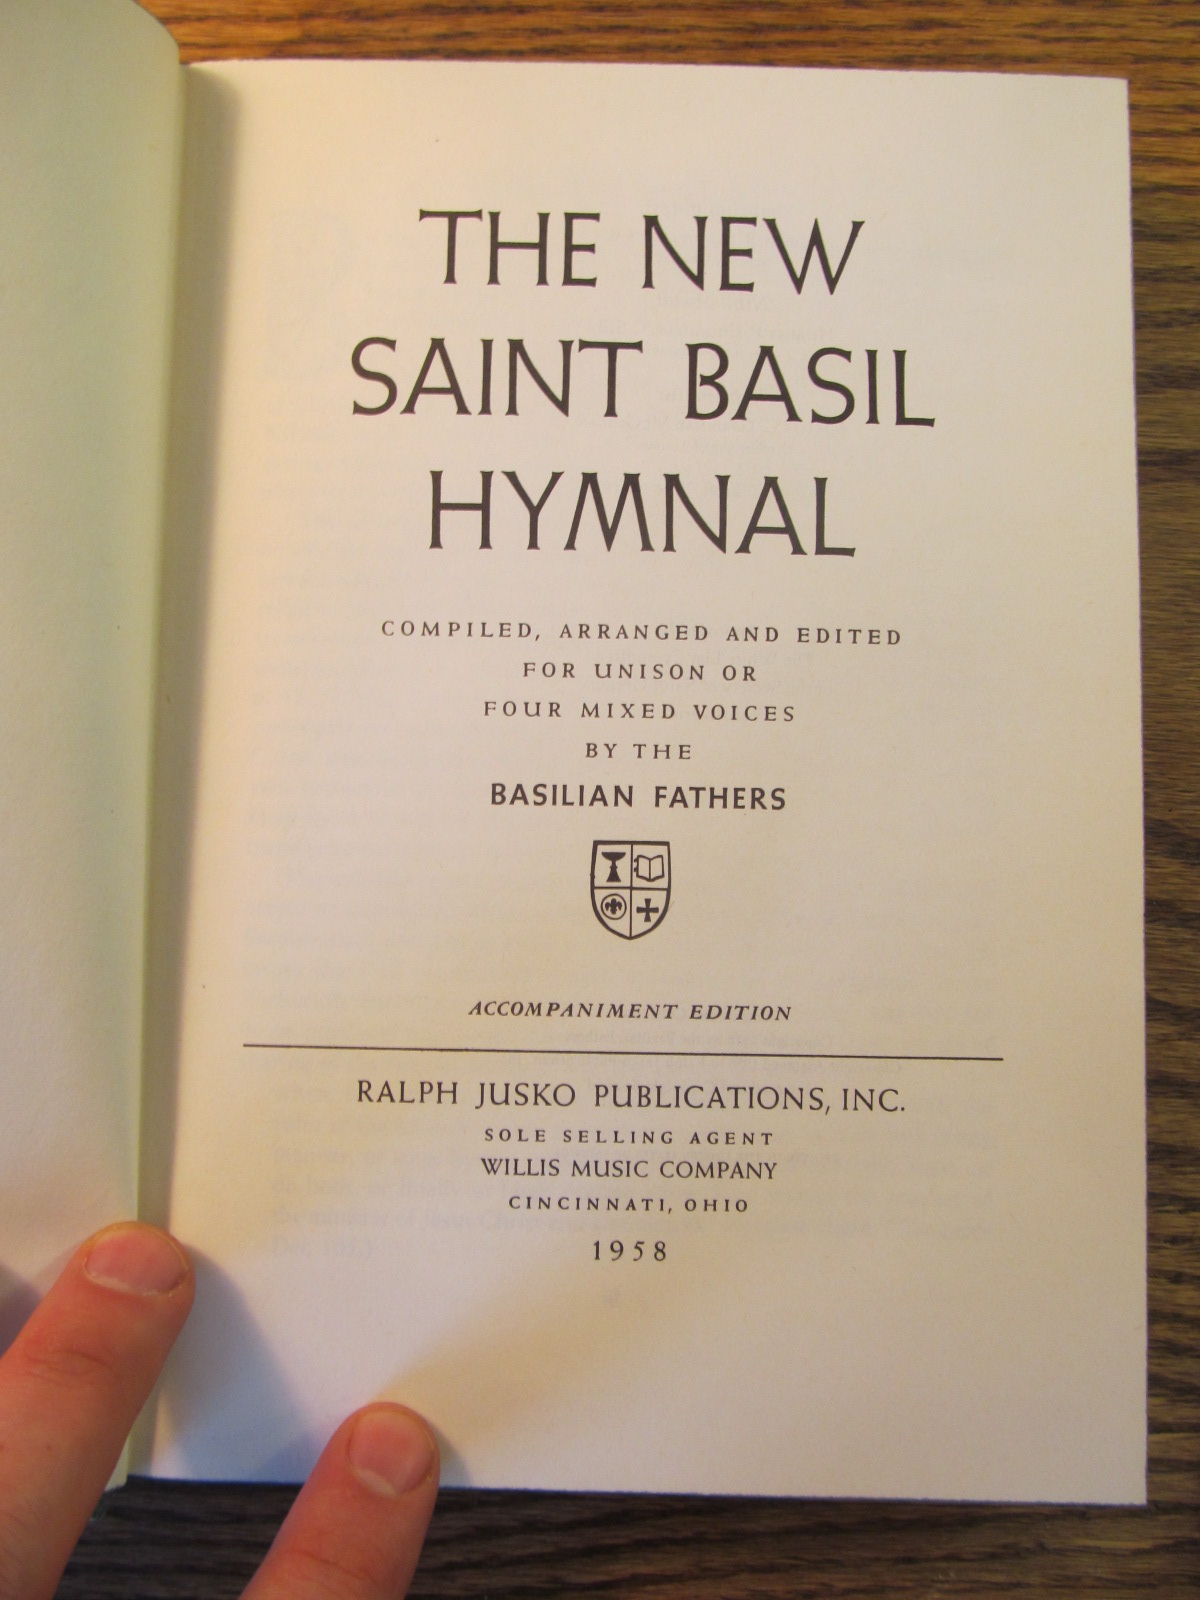 THE NEW
SAINT BASIL
HYMNAL
COMPILED, ARRANGED AND EDITED
FOR UNISON OR
FOUR MIXED VOICES
BY THE
BASILIAN FATHERS
ACCOMPANIMENT EDITION
RALPH JUSKO PUBLICATIONS, INC.
SOLE SELLING AGENT
WILLIS MUSIC COMPANY
CINCINNATI, OHIO
1958